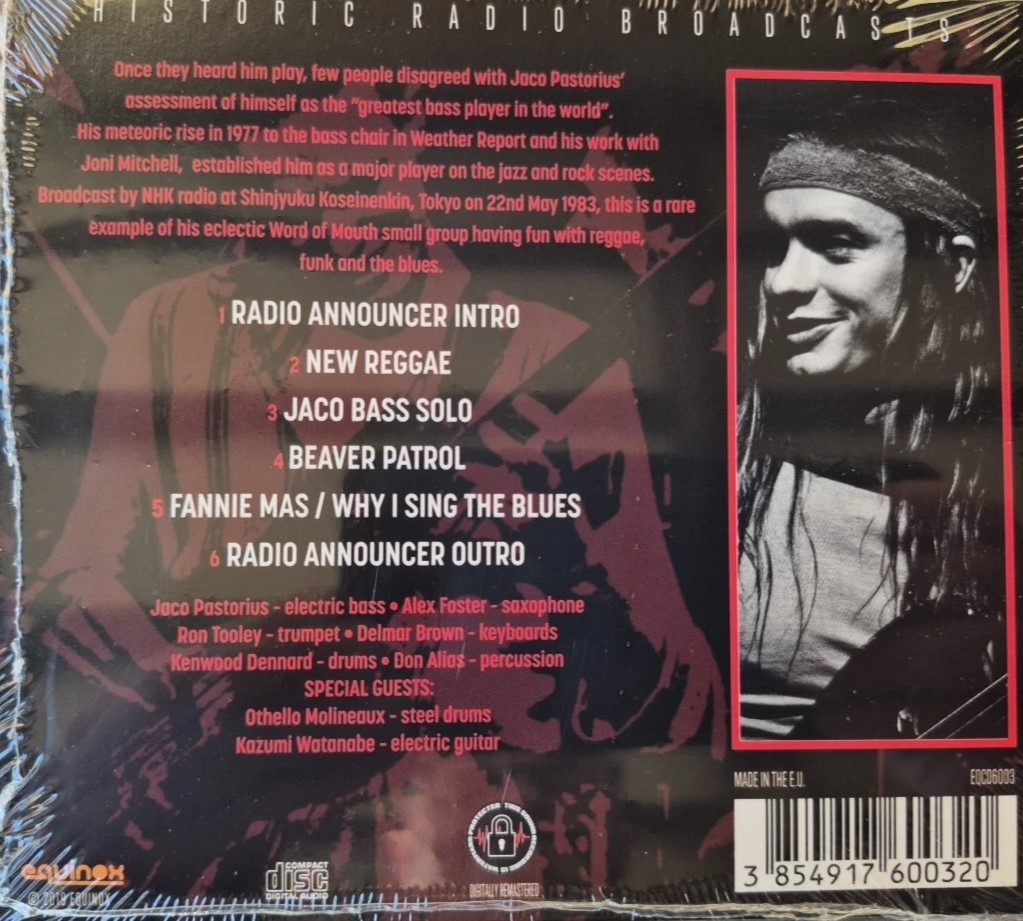 HISTORIC RADIO BROADCASTS
Once they heard him play, few people disagreed with Jaco Pastorius'
assessment of himself as the "greatest bass player in the world".
His meteoric rise in 1977 to the bass chair in Weather Report and his work with
Joni Mitchell, established him as a major player on the jazz and rock scenes.
Broadcast by NHK radio at Shinjyuku Koseinenkin, Tokyo on 22nd May 1983, this is a rare
example of his eclectic Word of Mouth small group having fun with reggae,
funk and the blues.
1 RADIO ANNOUNCER INTRO
2 NEW REGGAE
3 JACO BASS SOLO
4 BEAVER PATROL
5 FANNIE MAS / WHY I SING THE BLUES
6 RADIO ANNOUNCER OUTRO
Jaco Pastorius - electric bass • Alex Foster - saxophone
Ron Tooley - trumpet • Delmar Brown - keyboards
Kenwood Dennard - drums • Don Alias - percussion
SPECIAL GUESTS:
Othello Molineaux - steel drums
Kazumi Watanabe - electric guitar
MADE IN THE E.U. EQCD6003
3 854917 600320
equinox
© 2018 EQUINOX
COMPACT
disc
DIGITAL AUDIO
PROTECTED THIS
DIGITALLY REMASTERED